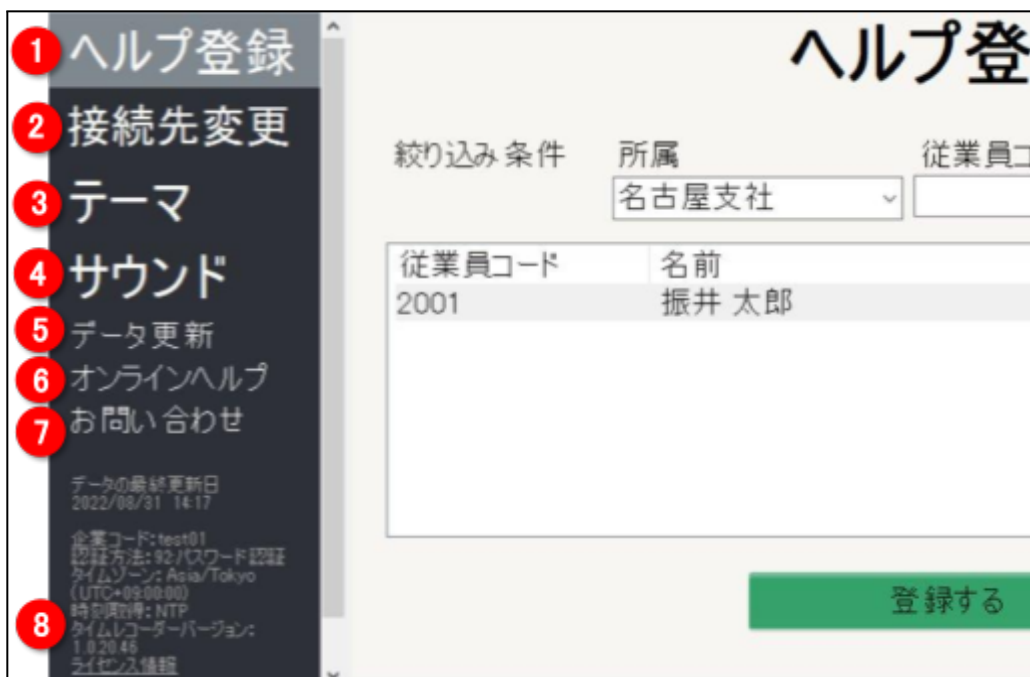 1 ヘルプ登録
2 接続先変更
3 テーマ
4 サウンド
5 データ更新
6 オンラインヘルプ
7 お問い合わせ
データの最終更新日
2022/08/31 14:17
企業コード:test01
認証方法:92:パスワード認証
タイムゾーン:Asia/Tokyo
(UTC+09:00:00)
時刻取得:NTP
8 タイムレコーダーバージョン:
1.0.20.46
ライセンス情報
ヘルプ登
絞り込み条件 所属 従業員コ
名古屋支社
従業員コード 名前
2001 振井 太郎
登録する